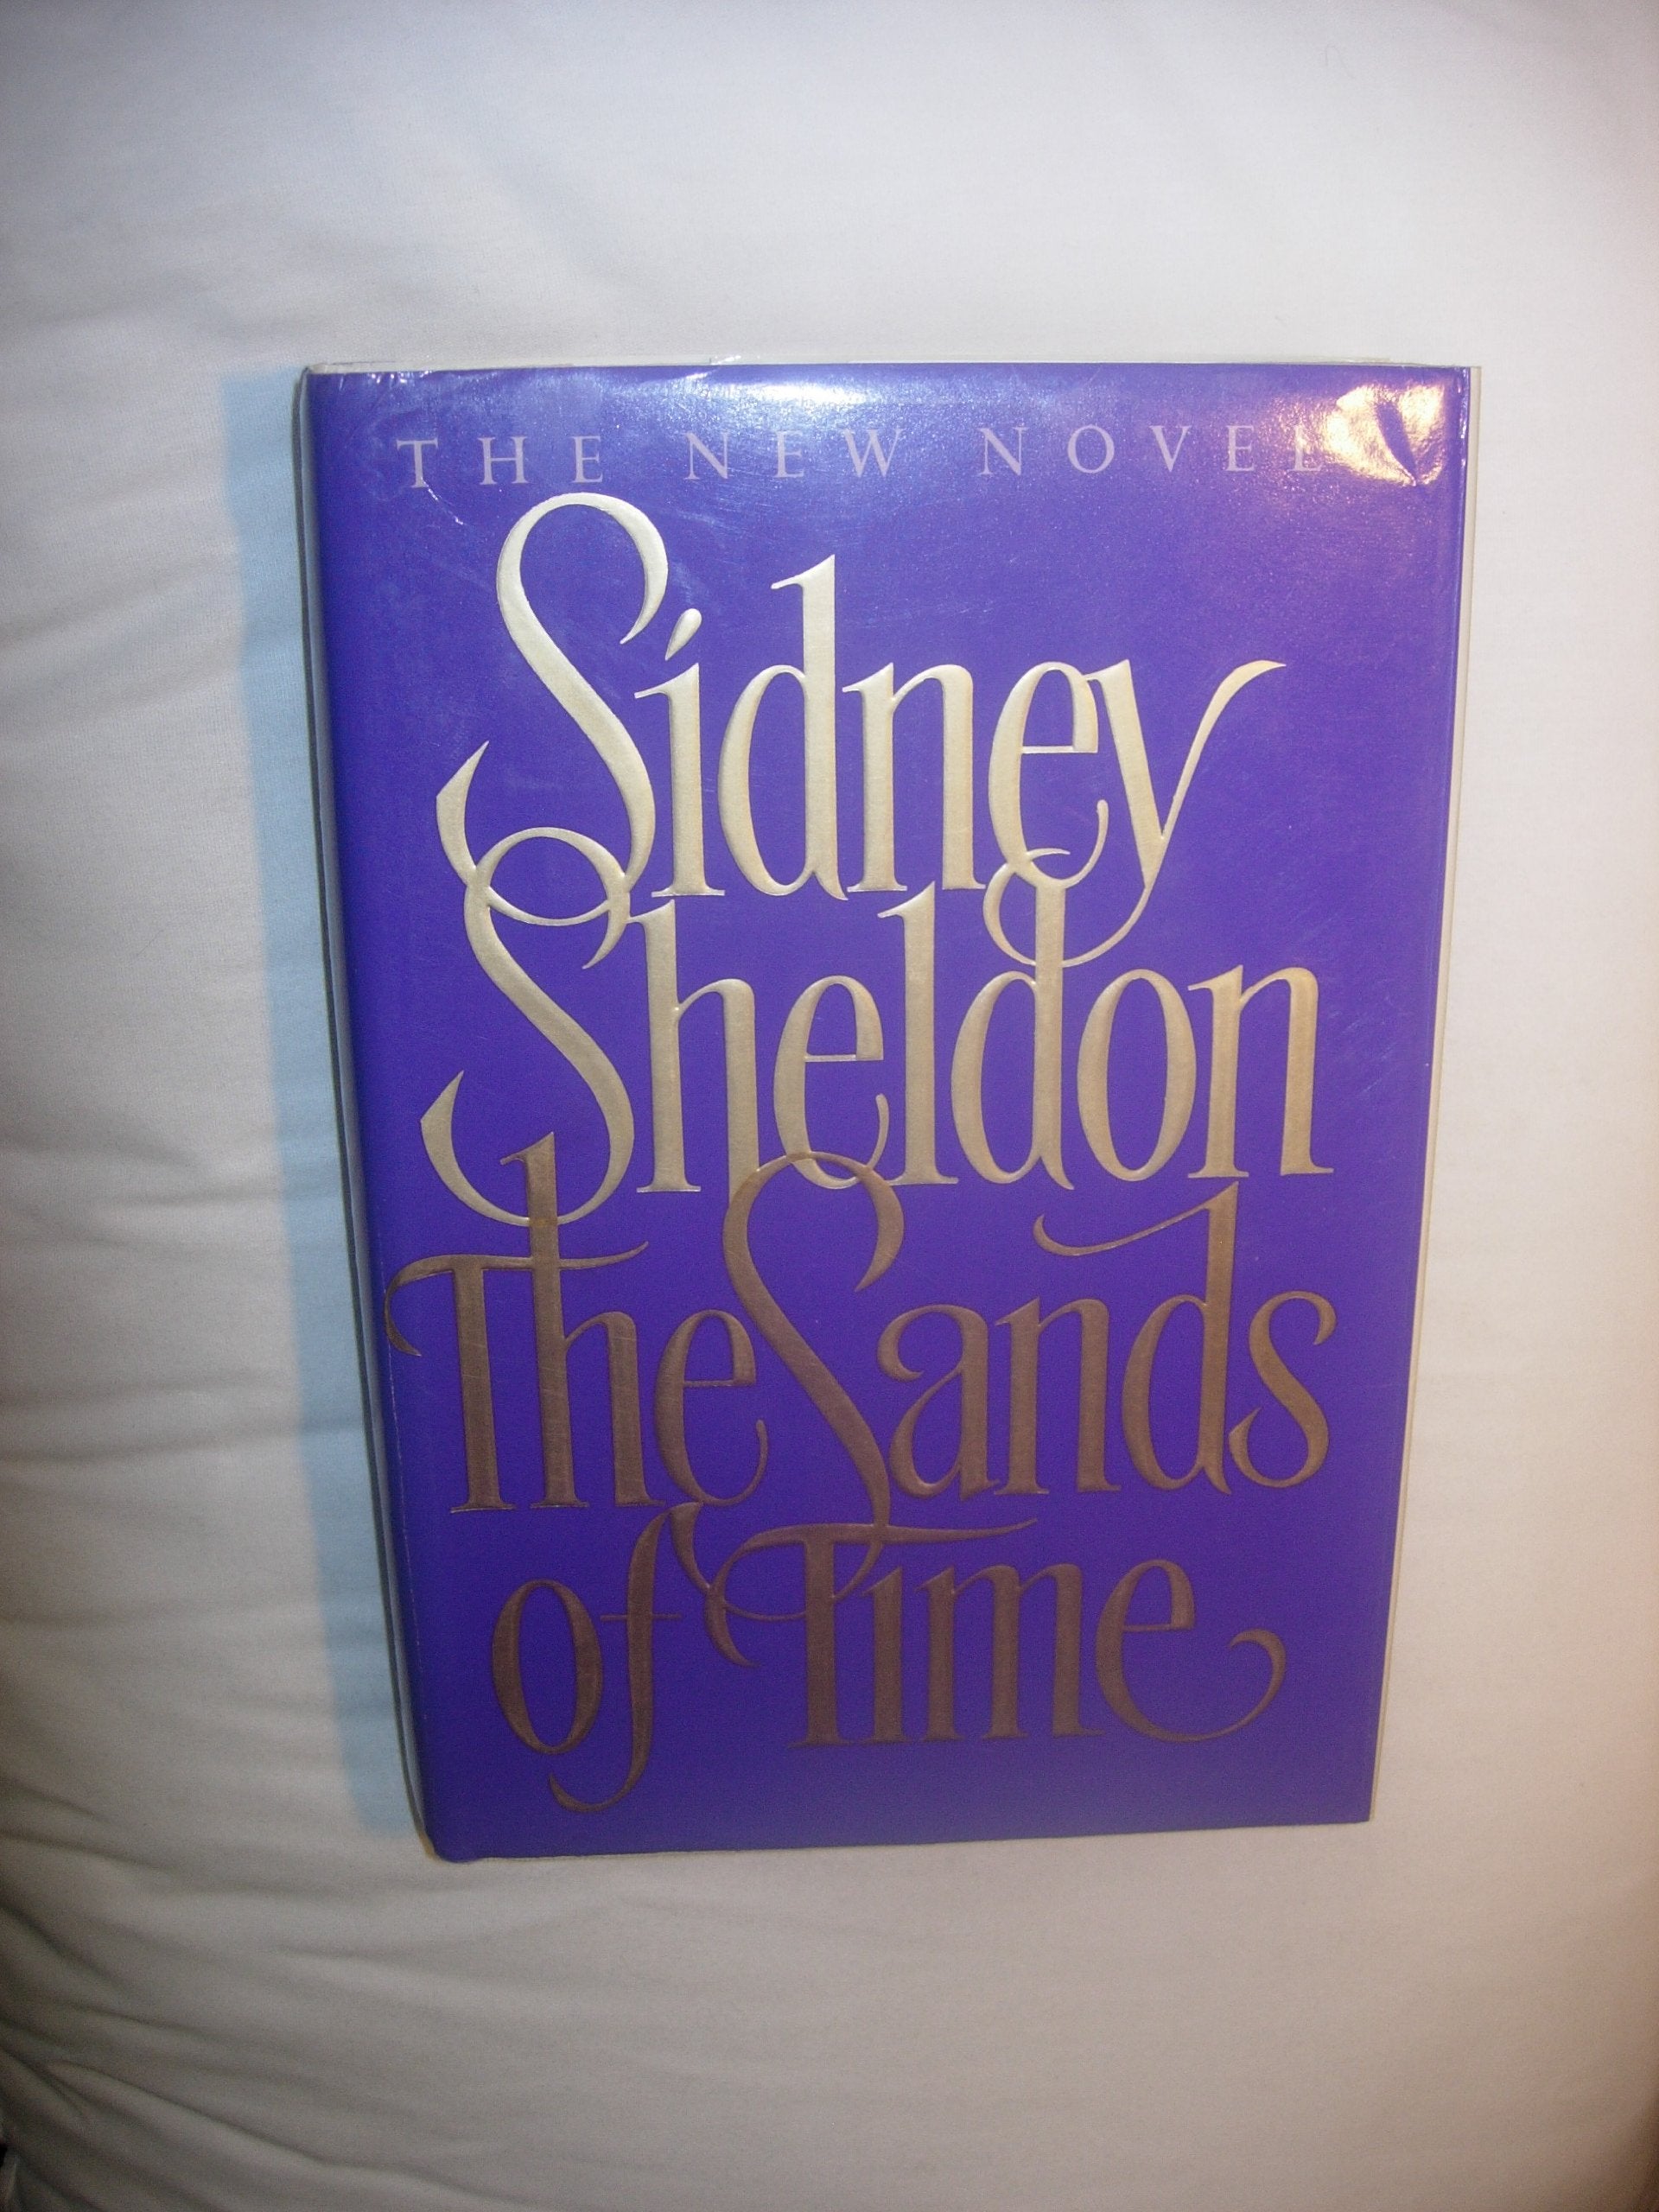 THE NEW NOVEL
Sidney
Sheldon
The Sands
of Time